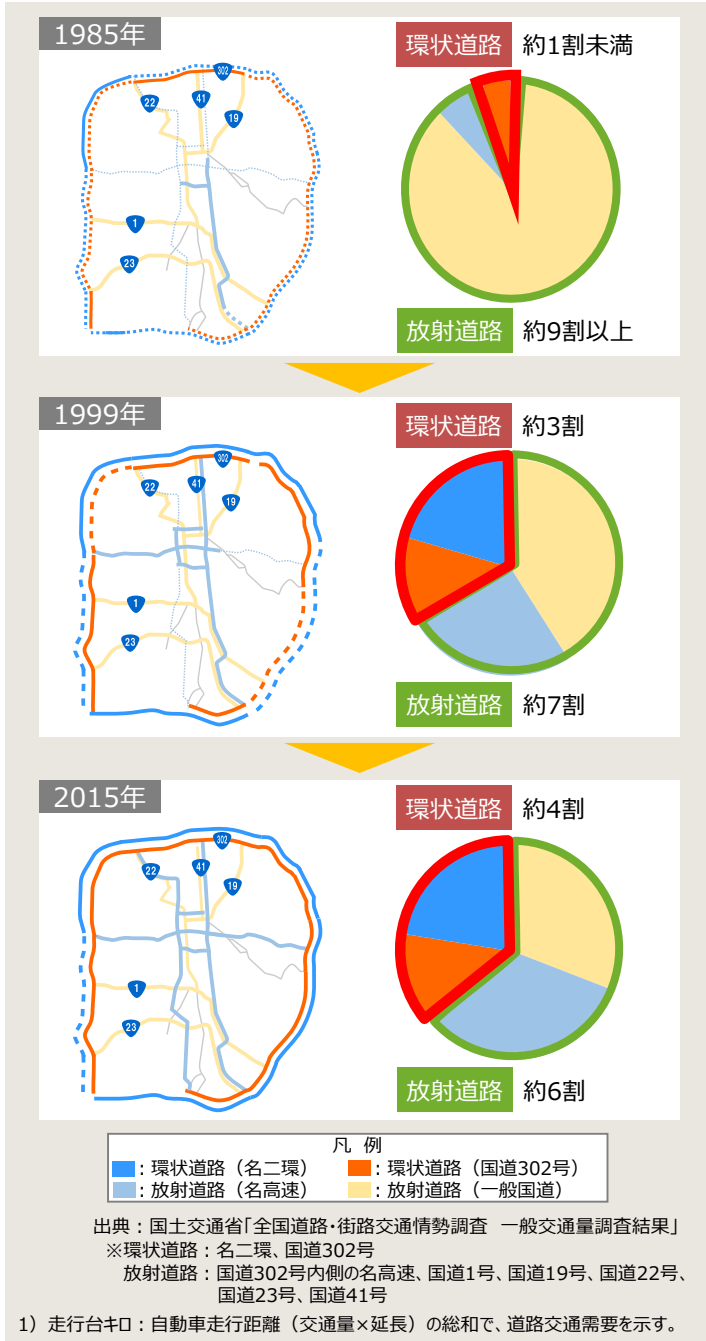 1985年
環状道路 約1割未満
302
22
41
19
1
23
放射道路 約9割以上
1999年
環状道路 約3割
302
22
41
19
1
23
放射道路 約7割
2015年
環状道路 約4割
302
22
41
19
1
23
放射道路 約6割
凡 例
：環状道路（名二環） ：環状道路（国道302号）
：放射道路（名高速） ：放射道路（一般国道）
出典：国土交通省「全国道路・街路交通情勢調査 一般交通量調査結果」
※環状道路：名二環、国道302号
放射道路：国道302号内側の名高速、国道1号、国道19号、国道22号、
国道23号、国道41号
1）走行台キロ：自動車走行距離（交通量×延長）の総和で、道路交通需要を示す。